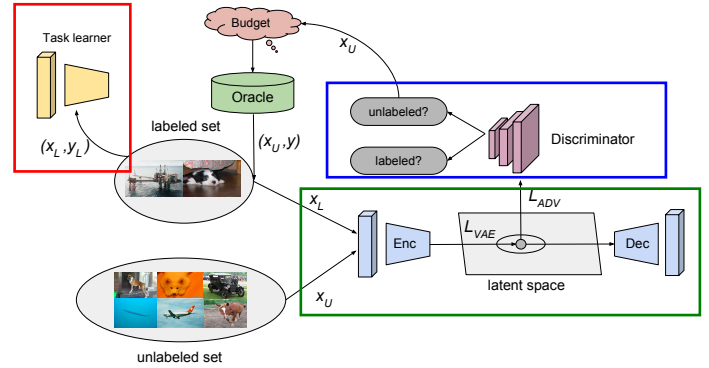 Budget
Task learner
x_U
Oracle
unlabeled?
labeled set
(x_U, y)
(x_L, y_L)
Discriminator
labeled?
x_L
L_ADV
L_VAE
Enc
Dec
latent space
x_U
unlabeled set